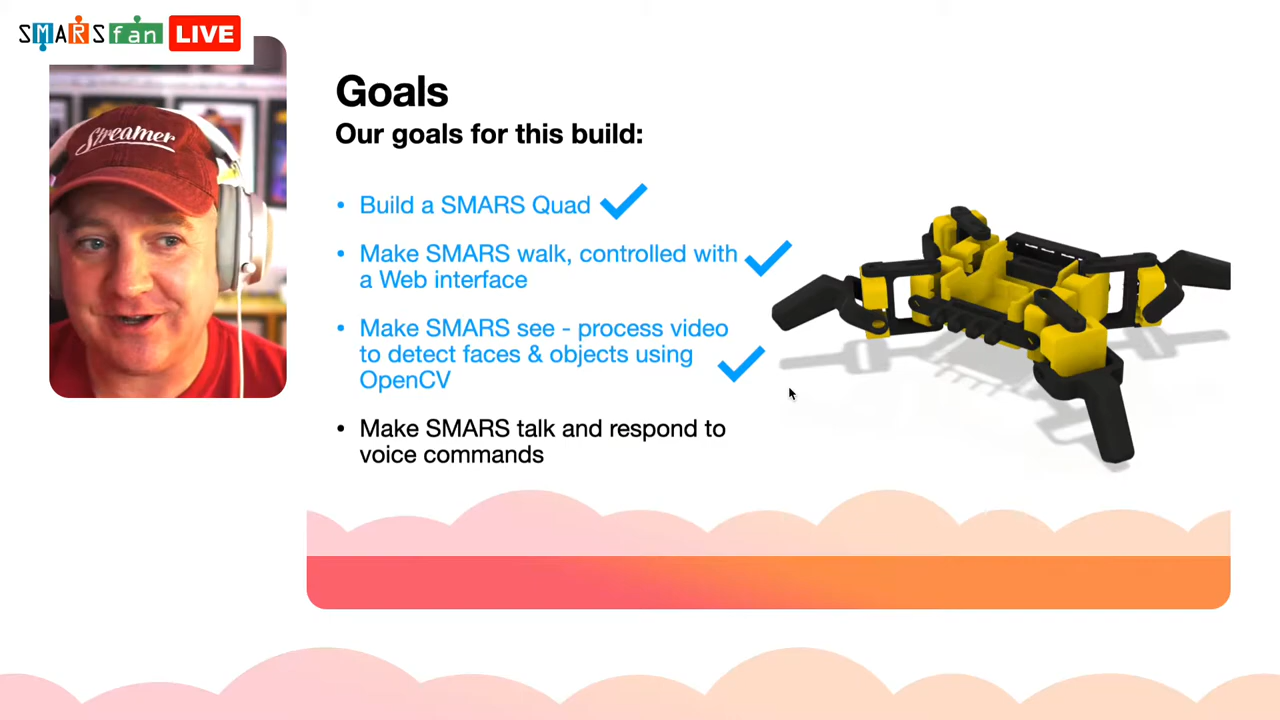 SMARS fan LIVE
Streamer
Goals
Our goals for this build:
• Build a SMARS Quad
• Make SMARS walk, controlled with
a Web interface
• Make SMARS see - process video
to detect faces & objects using
OpenCV
• Make SMARS talk and respond to
voice commands